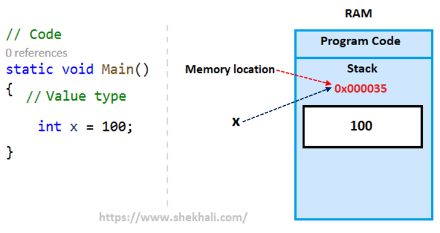 // Code
0 references
static void Main()
{
// Value type
int x = 100;
}
RAM
Program Code
Stack
Memory location
0x000035
x
100
https://www.shekhali.com/